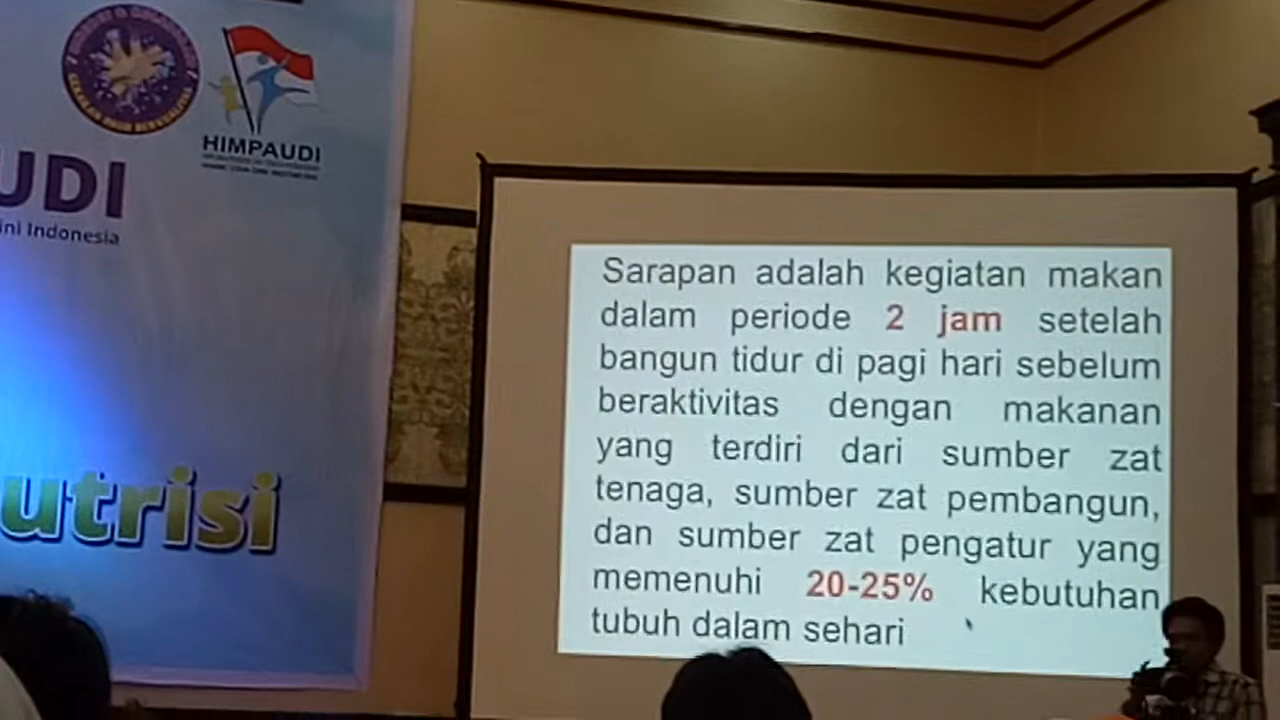 HIMPAUDI
UDI
ini Indonesia
utrisi
Sarapan adalah kegiatan makan
dalam periode 2 jam setelah
bangun tidur di pagi hari sebelum
beraktivitas dengan makanan
yang terdiri dari sumber zat
tenaga, sumber zat pembangun,
dan sumber zat pengatur yang
memenuhi 20-25% kebutuhan
tubuh dalam sehari